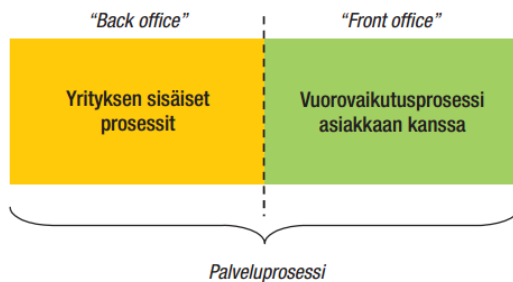 “Back office”
“Front office”
Yrityksen sisäiset
prosessit
Vuorovaikutusprosessi
asiakkaan kanssa
Palveluprosessi